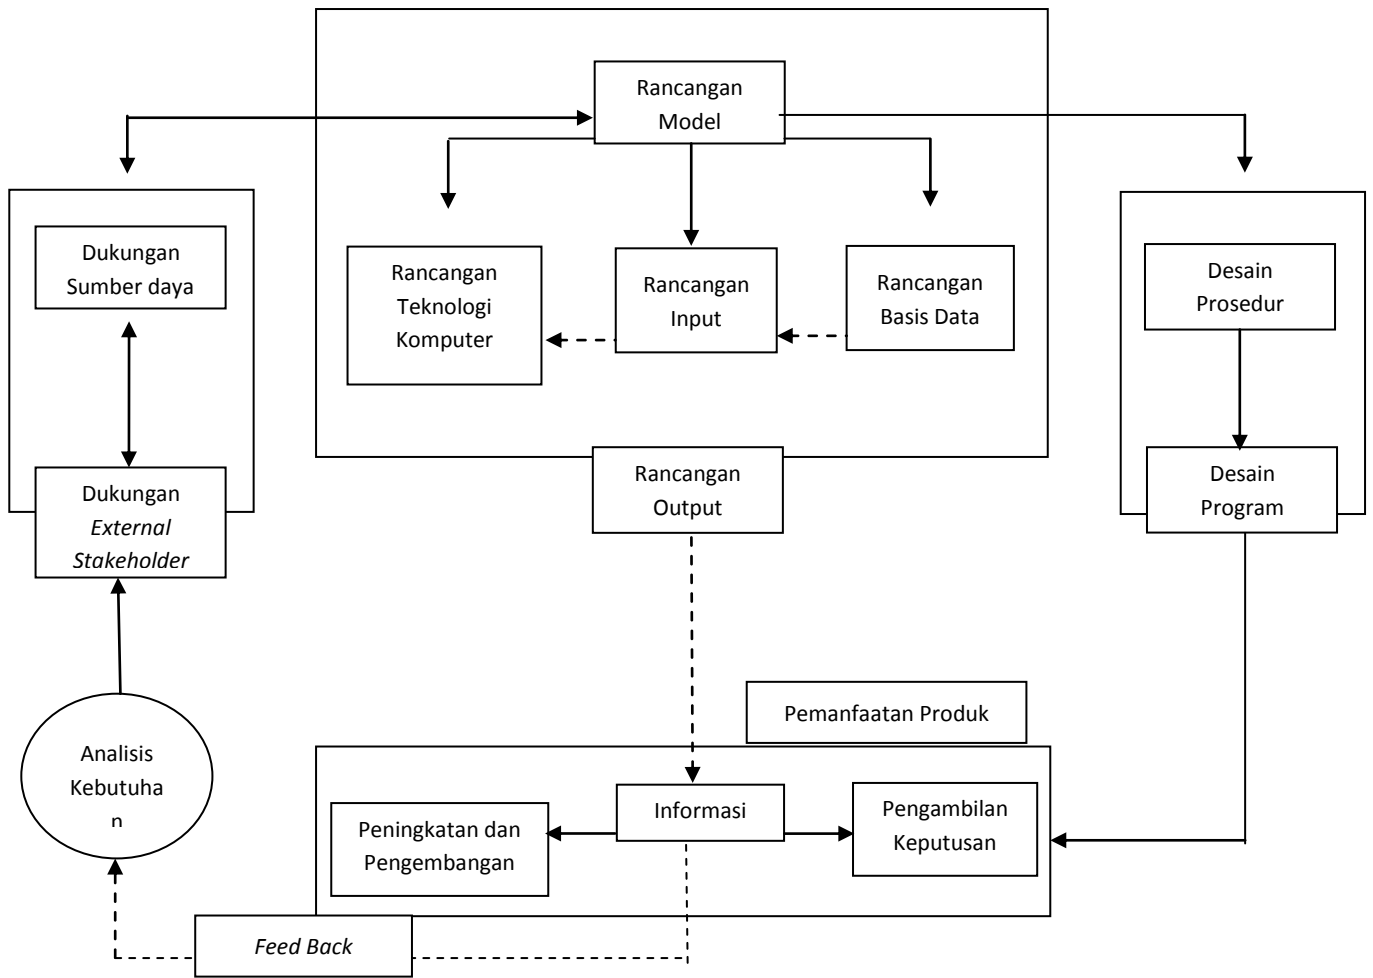 Rancangan
Model
Dukungan
Sumber daya
Rancangan
Teknologi
Komputer
Rancangan
Input
Rancangan
Basis Data
Desain
Prosedur
Dukungan
External
Stakeholder
Rancangan
Output
Desain
Program
Pemanfaatan Produk
Analisis
Kebutuha
n
Informasi
Peningkatan dan
Pengembangan
Pengambilan
Keputusan
Feed Back